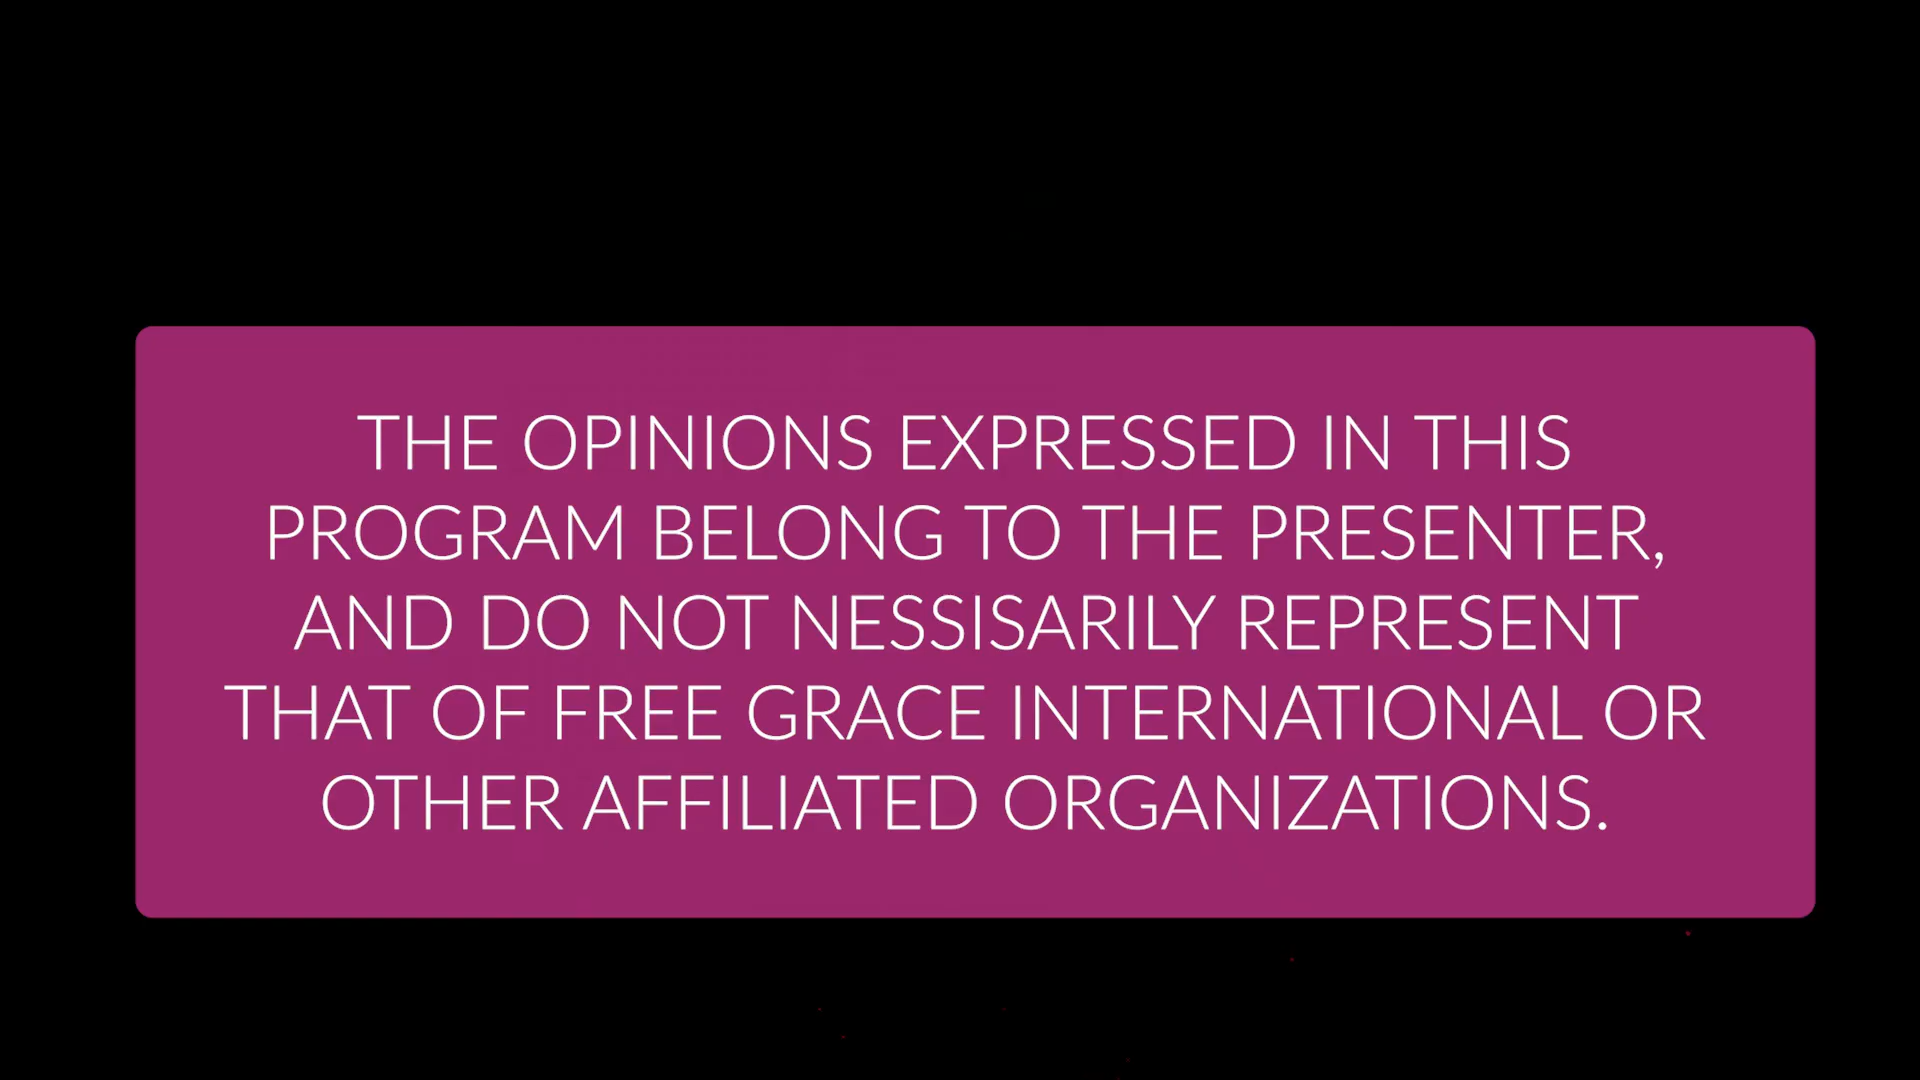 THE OPINIONS EXPRESSED IN THIS
PROGRAM BELONG TO THE PRESENTER,
AND DO NOT NESSISARILY REPRESENT
THAT OF FREE GRACE INTERNATIONAL OR
OTHER AFFILIATED ORGANIZATIONS.